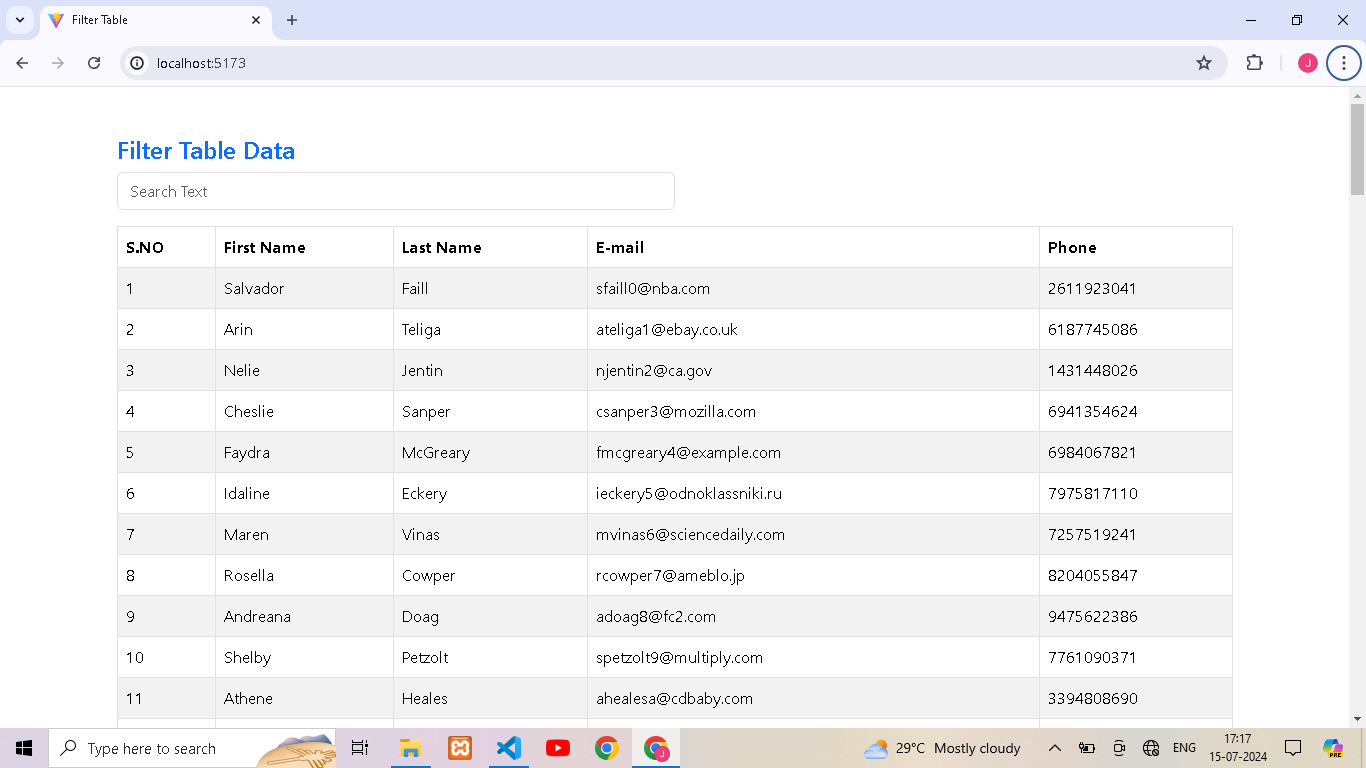 Filter Table
localhost:5173
J
Filter Table Data
Search Text
S.NO First Name Last Name E-mail Phone
1 Salvador Faill sfaill0@nba.com 2611923041
2 Arin Teliga ateliga1@ebay.co.uk 6187745086
3 Nelie Jentin njentin2@ca.gov 1431448026
4 Cheslie Sanper csanper3@mozilla.com 6941354624
5 Faydra McGreary fmcgreary4@example.com 6984067821
6 Idaline Eckery ieckery5@odnoklassniki.ru 7975817110
7 Maren Vinas mvinas6@sciencedaily.com 7257519241
8 Rosella Cowper rcowper7@ameblo.jp 8204055847
9 Andreana Doag adoag8@fc2.com 9475622386
10 Shelby Petzolt spetzolt9@multiply.com 7761090371
11 Athene Heales ahealesa@cdbaby.com 3394808690
Type here to search
J
29°C Mostly cloudy
ENG
17:17
15-07-2024
PRE